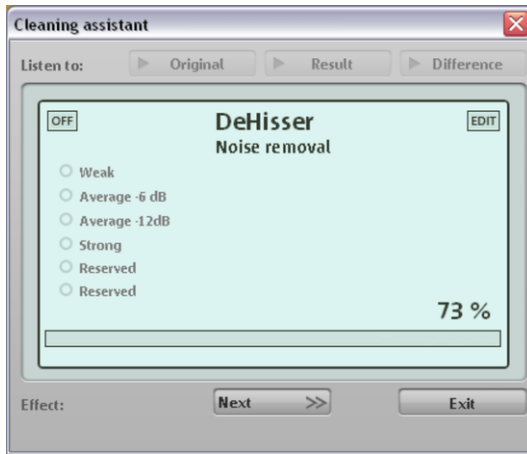 Cleaning assistant
Listen to: Original Result Difference
OFF DeHisser EDIT
Noise removal
Weak
Average -6 dB
Average -12dB
Strong
Reserved
Reserved
73 %
Effect: Next >> Exit